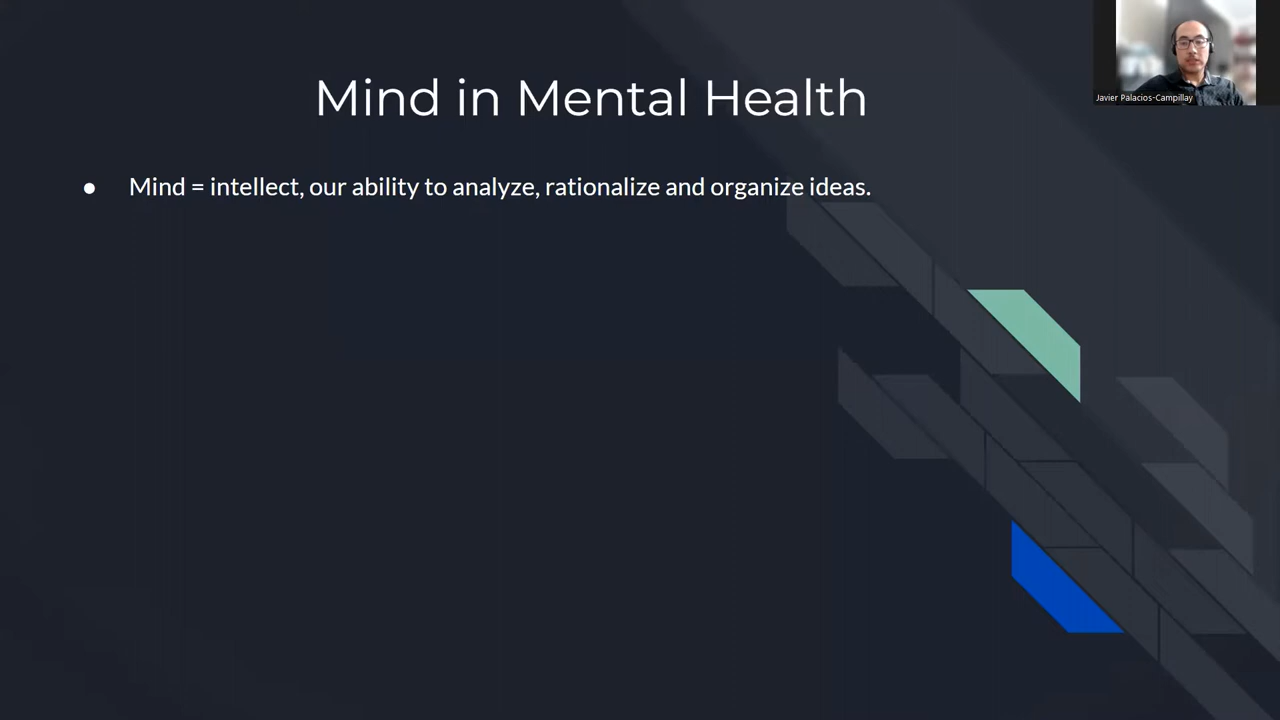 Mind in Mental Health
Javier Palacios-Campillay
● Mind = intellect, our ability to analyze, rationalize and organize ideas.